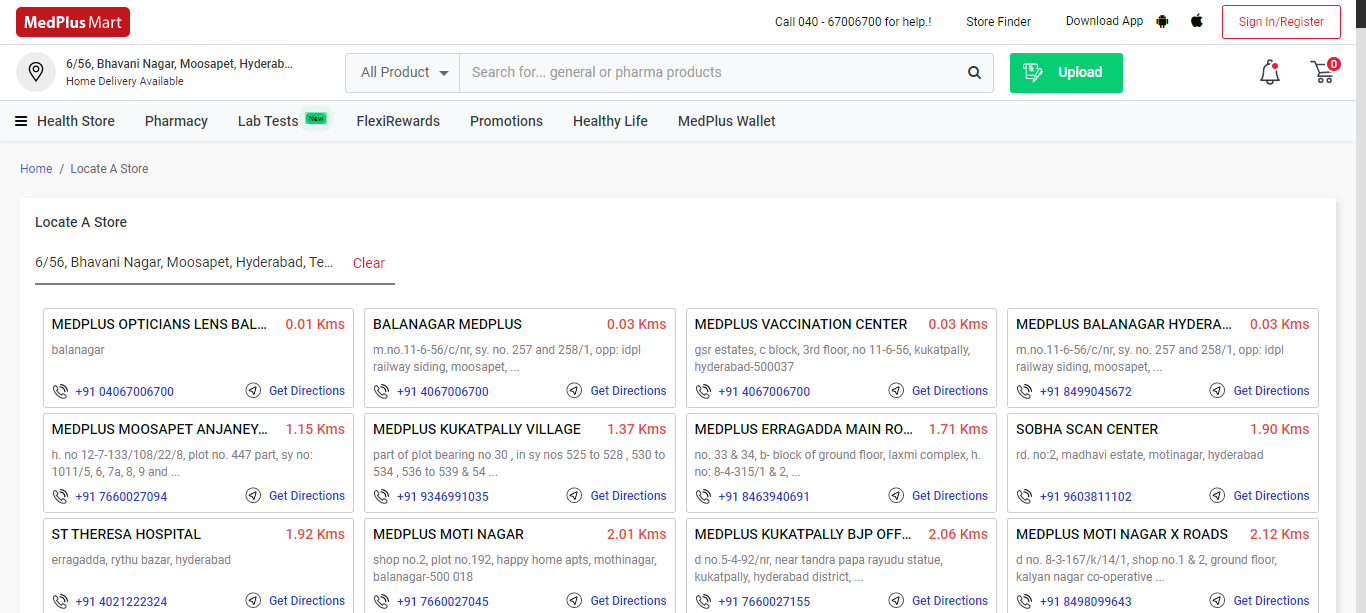 MedPlus Mart
Call 040 - 67006700 for help.! Store Finder Download App Sign In/Register
6/56, Bhavani Nagar, Moosapet, Hyderab...
Home Delivery Available
All Product Search for... general or pharma products Upload 0
Health Store Pharmacy Lab Tests New FlexiRewards Promotions Healthy Life MedPlus Wallet
Home / Locate A Store
Locate A Store
6/56, Bhavani Nagar, Moosapet, Hyderabad, Te... Clear
MEDPLUS OPTICIANS LENS BAL... 0.01 Kms
balanagar
+91 04067006700 Get Directions
BALANAGAR MEDPLUS 0.03 Kms
m.no.11-6-56/c/nr, sy. no. 257 and 258/1, opp: idpl
railway siding, moosapet, ...
+91 4067006700 Get Directions
MEDPLUS VACCINATION CENTER 0.03 Kms
gsr estates, c block, 3rd floor, no 11-6-56, kukatpally,
hyderabad-500037
+91 4067006700 Get Directions
MEDPLUS BALANAGAR HYDERA... 0.03 Kms
m.no.11-6-56/c/nr, sy. no. 257 and 258/1, opp: idpl
railway siding, moosapet, ...
+91 8499045672 Get Directions
MEDPLUS MOOSAPET ANJANEY... 1.15 Kms
h. no 12-7-133/108/22/8, plot no. 447 part, sy no:
1011/5, 6, 7a, 8, 9 and ...
+91 7660027094 Get Directions
MEDPLUS KUKATPALLY VILLAGE 1.37 Kms
part of plot bearing no 30 , in sy nos 525 to 528 , 530 to
534 , 536 to 539 & 54 ...
+91 9346991035 Get Directions
MEDPLUS ERRAGADDA MAIN RO... 1.71 Kms
no. 33 & 34, b- block of ground floor, laxmi complex, h.
no: 8-4-315/1 & 2, ...
+91 8463940691 Get Directions
SOBHA SCAN CENTER 1.90 Kms
rd. no:2, madhavi estate, motinagar, hyderabad
+91 9603811102 Get Directions
ST THERESA HOSPITAL 1.92 Kms
erragadda, rythu bazar, hyderabad
+91 4021222324 Get Directions
MEDPLUS MOTI NAGAR 2.01 Kms
shop no.2, plot no.192, happy home apts, mothinagar,
balanagar-500 018
+91 7660027045 Get Directions
MEDPLUS KUKATPALLY BJP OFF... 2.06 Kms
d no.5-4-92/nr, near tandra papa rayudu statue,
kukatpally, hyderabad district, ...
+91 7660027155 Get Directions
MEDPLUS MOTI NAGAR X ROADS 2.12 Kms
d no. 8-3-167/k/14/1, shop no.1 & 2, ground floor,
kalyan nagar co-operative ...
+91 8498099643 Get Directions